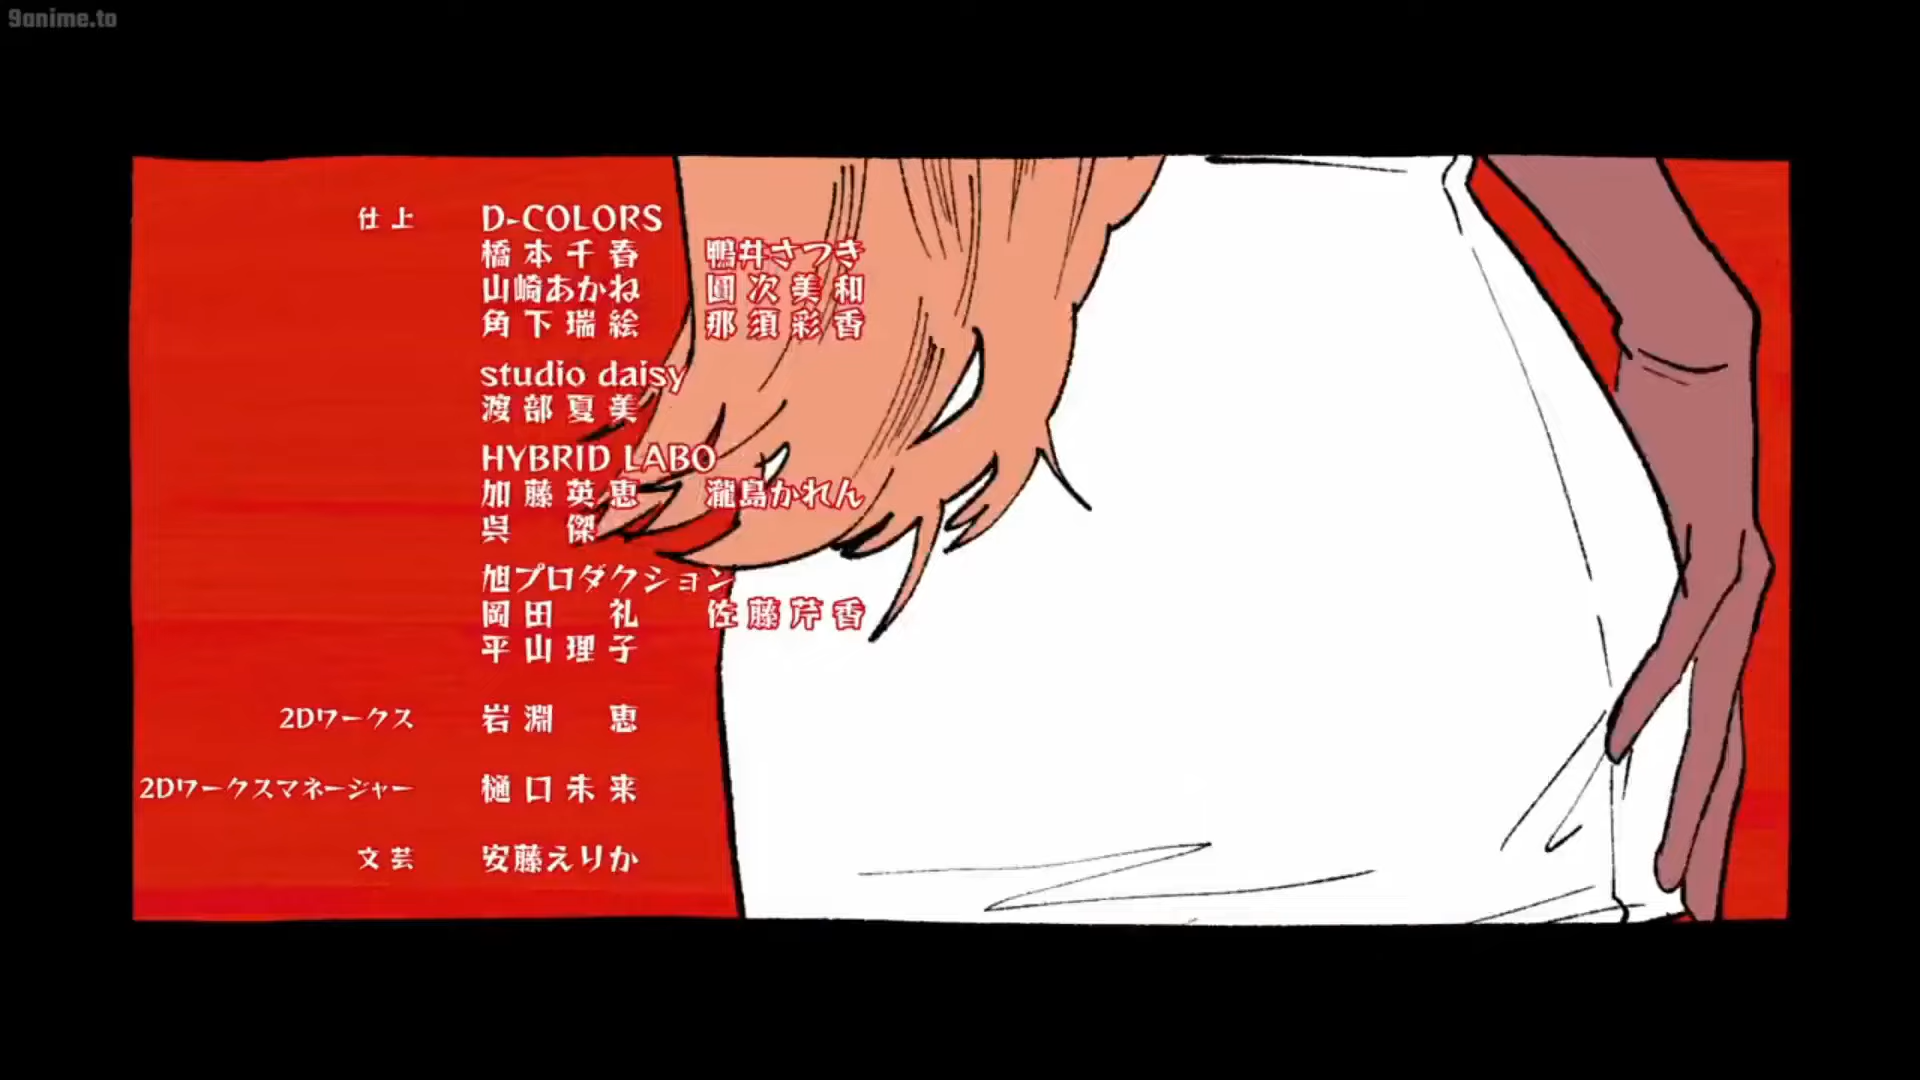 9anime.to
仕上 D-COLORS
橋本千春 鴨井さつき
山崎あかね 圓次美和
角下瑞絵 那須彩香
studio daisy
渡部夏美
HYBRID LABO
加藤英恵 瀧島かれん
呉 傑
旭プロダクション
岡田 礼 佐藤芹香
平山理子
2Dワークス 岩淵 恵
2Dワークスマネージャー 樋口未来
文芸 安藤えりか